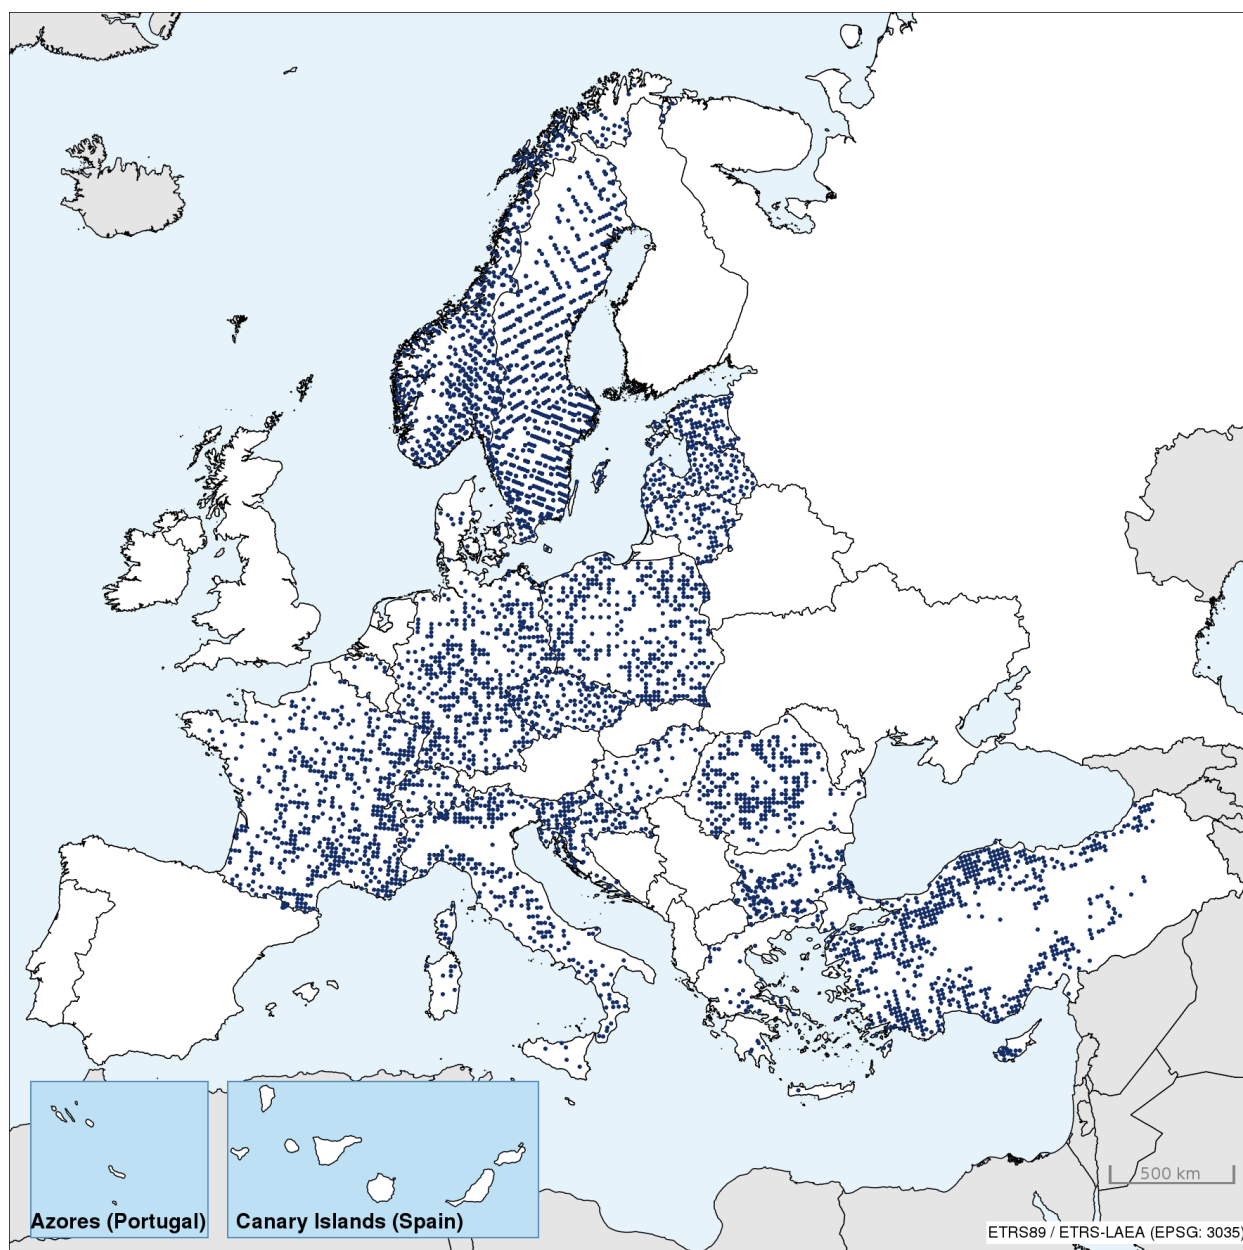 500 km
Azores (Portugal)
Canary Islands (Spain)
ETRS89 / ETRS-LAEA (EPSG: 3035)